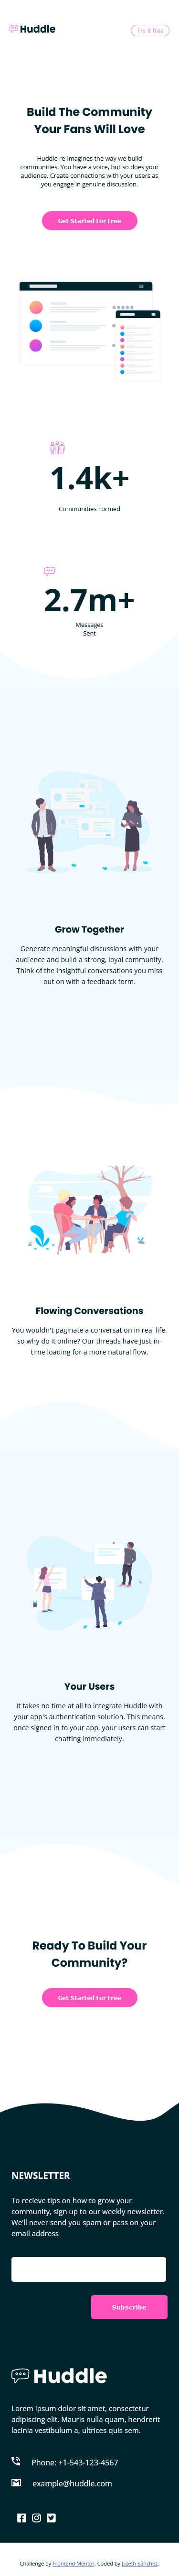 Huddle
Try it free
Build The Community
Your Fans Will Love
Huddle re-imagines the way we build
communities. You have a voice, but so does your
audience. Create connections with your users as
you engage in genuine discussion.
Get Started For Free
1.4k+
Communities Formed
2.7m+
Messages
Sent
Grow Together
Generate meaningful discussions with your
audience and build a strong, loyal community.
Think of the insightful conversations you miss
out on with a feedback form.
Flowing Conversations
You wouldn't paginate a conversation in real life,
so why do it online? Our threads have just-in-
time loading for a more natural flow.
Your Users
It takes no time at all to integrate Huddle with
your app's authentication solution. This means,
once signed in to your app, your users can start
chatting immediately.
Ready To Build Your
Community?
Get Started For Free
NEWSLETTER
To recieve tips on how to grow your
community, sign up to our weekly newsletter.
We'll never send you spam or pass on your
email address
Subscribe
Huddle
Lorem ipsum dolor sit amet, consectetur
adipiscing elit. Mauris nulla quam, hendrerit
lacinia vestibulum a, ultrices quis sem.
Phone: +1-543-123-4567
example@huddle.com
Challenge by Frontend Mentor. Coded by Liseth Sánchez.